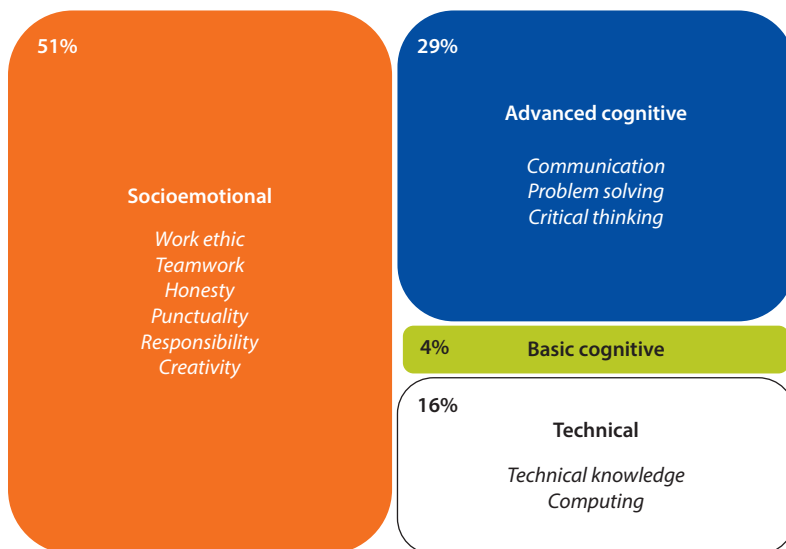 51%
Socioemotional
Work ethic
Teamwork
Honesty
Punctuality
Responsibility
Creativity
29%
Advanced cognitive
Communication
Problem solving
Critical thinking
4% Basic cognitive
16%
Technical
Technical knowledge
Computing